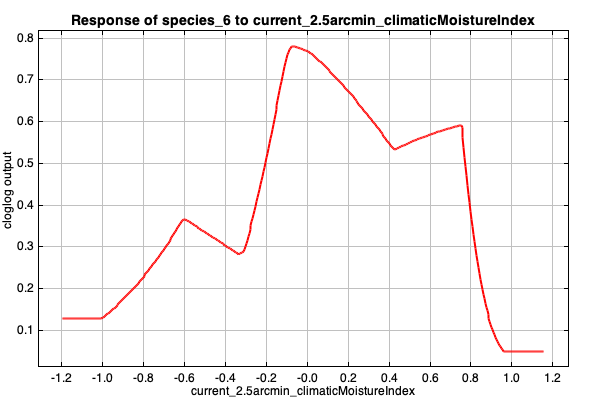 Response of species_6 to current_2.5arcmin_climaticMoistureIndex
0.8
0.7
0.6
0.5
0.4
0.3
0.2
0.1
cloglog output
-1.2 -1.0 -0.8 -0.6 -0.4 -0.2 -0.0 0.2 0.4 0.6 0.8 1.0 1.2
current_2.5arcmin_climaticMoistureIndex